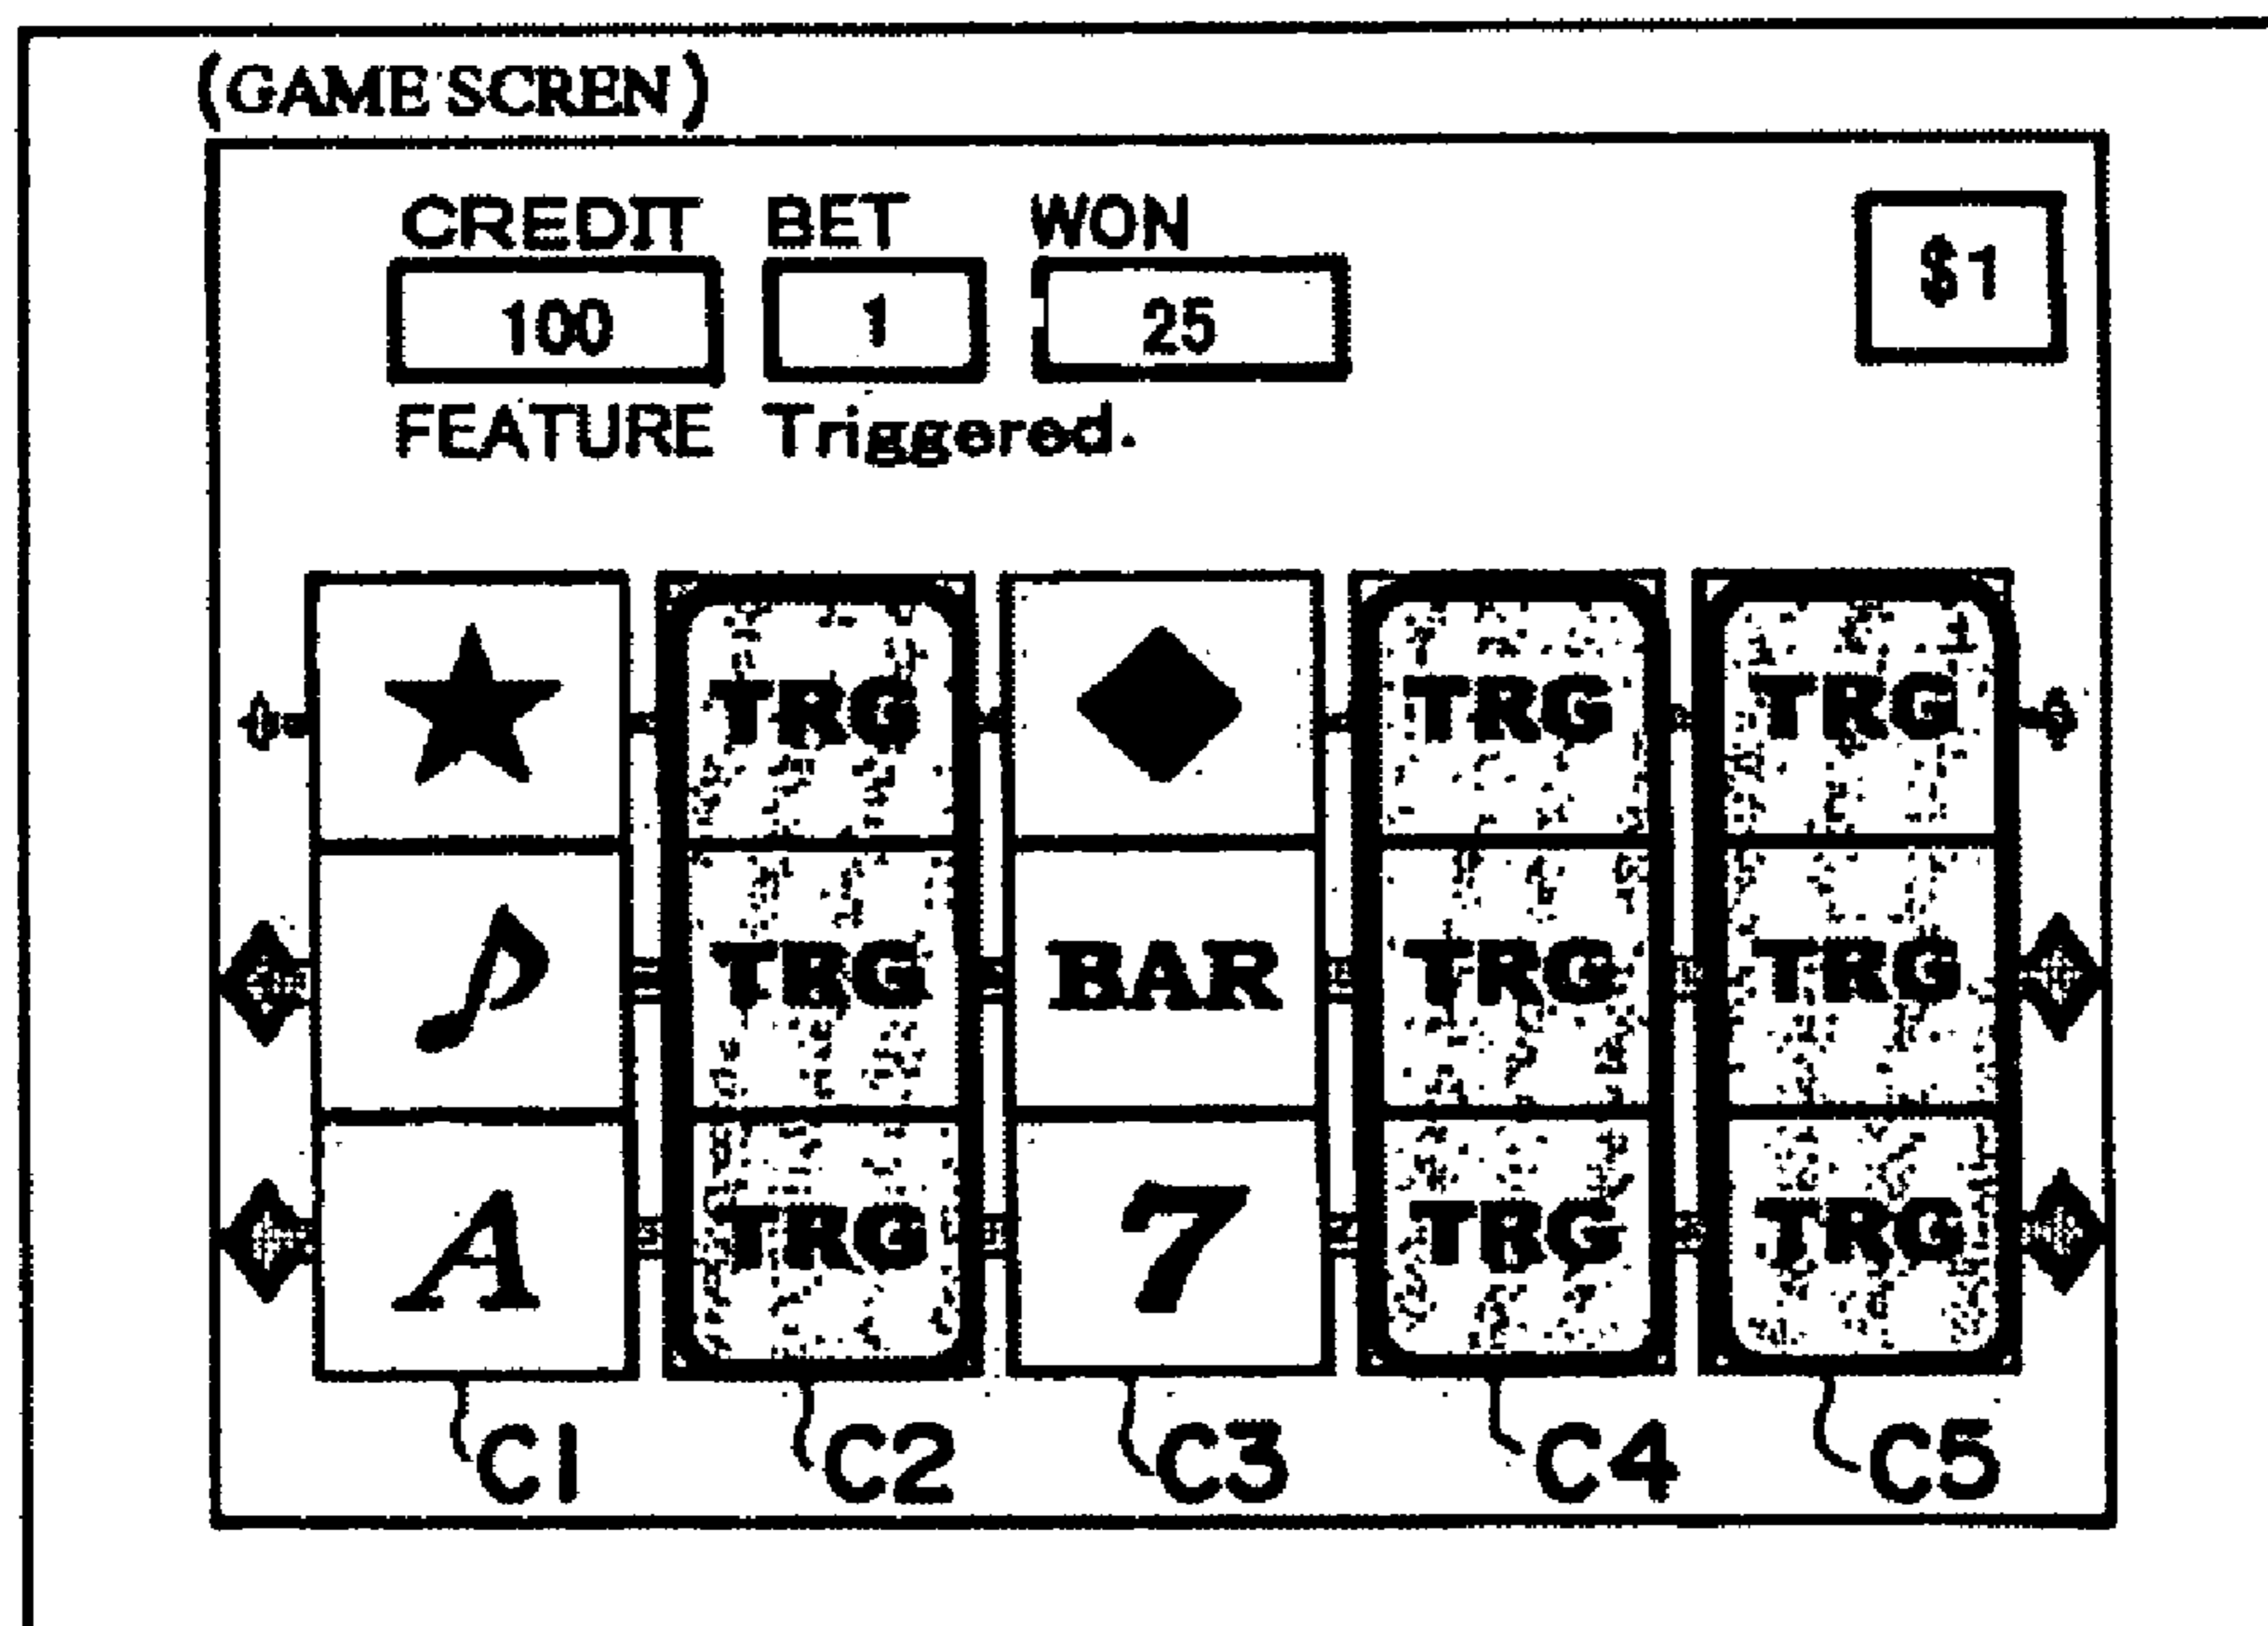 (GAME SCREN)
CREDIT BET WON
100 1 25 $1
FEATURE Triggered.
TRG TRG TRG
TRG BAR TRG TRG
A TRG 7 TRG TRG
C1 C2 C3 C4 C5